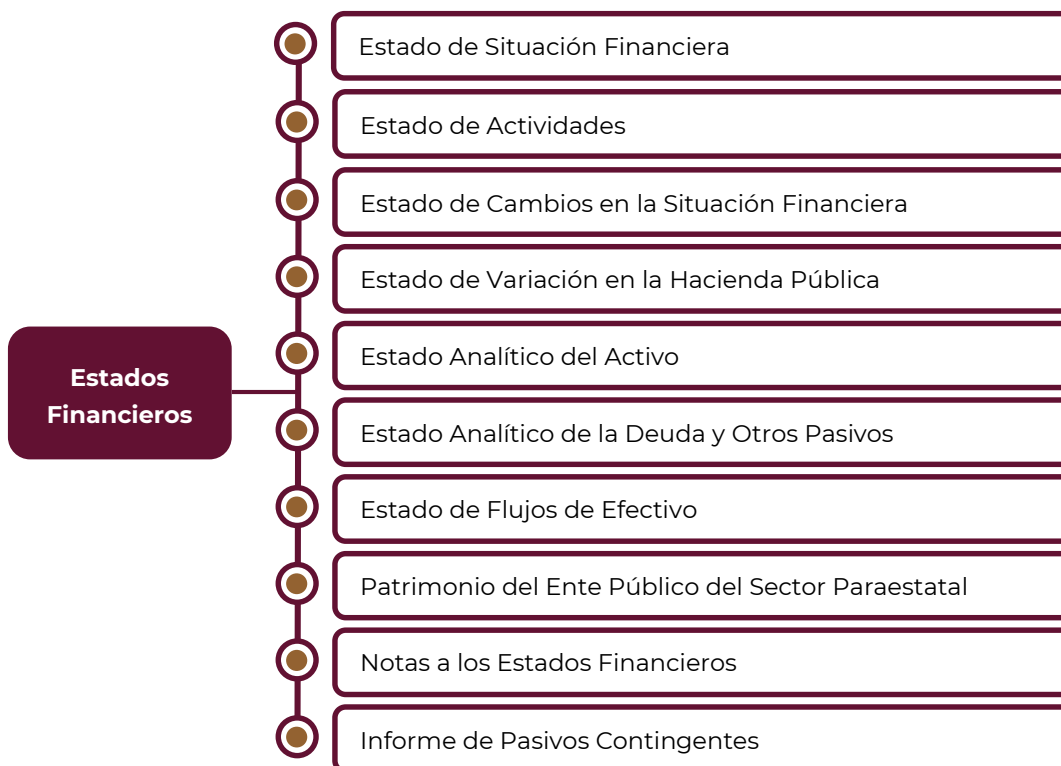 Estado de Situación Financiera
Estado de Actividades
Estado de Cambios en la Situación Financiera
Estado de Variación en la Hacienda Pública
Estados
Financieros
Estado Analítico del Activo
Estado Analítico de la Deuda y Otros Pasivos
Estado de Flujos de Efectivo
Patrimonio del Ente Público del Sector Paraestatal
Notas a los Estados Financieros
Informe de Pasivos Contingentes